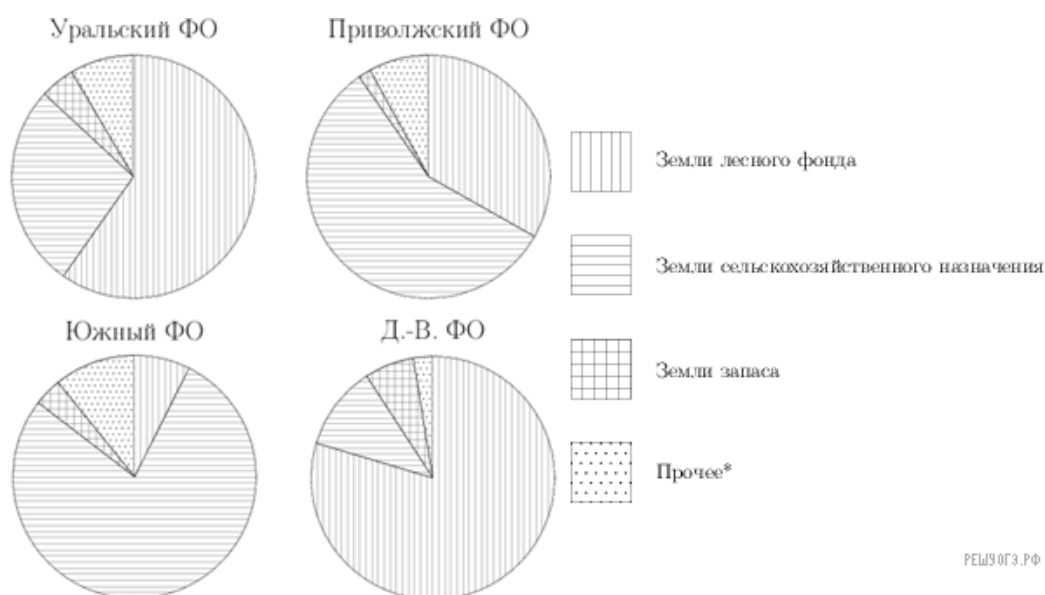 Уральский ФО
Приволжский ФО
Южный ФО
Д.-В. ФО
Земли лесного фонда
Земли сельскохозяйственного назначения
Земли запаса
Прочее*
РЕШУОГЭ.РФ